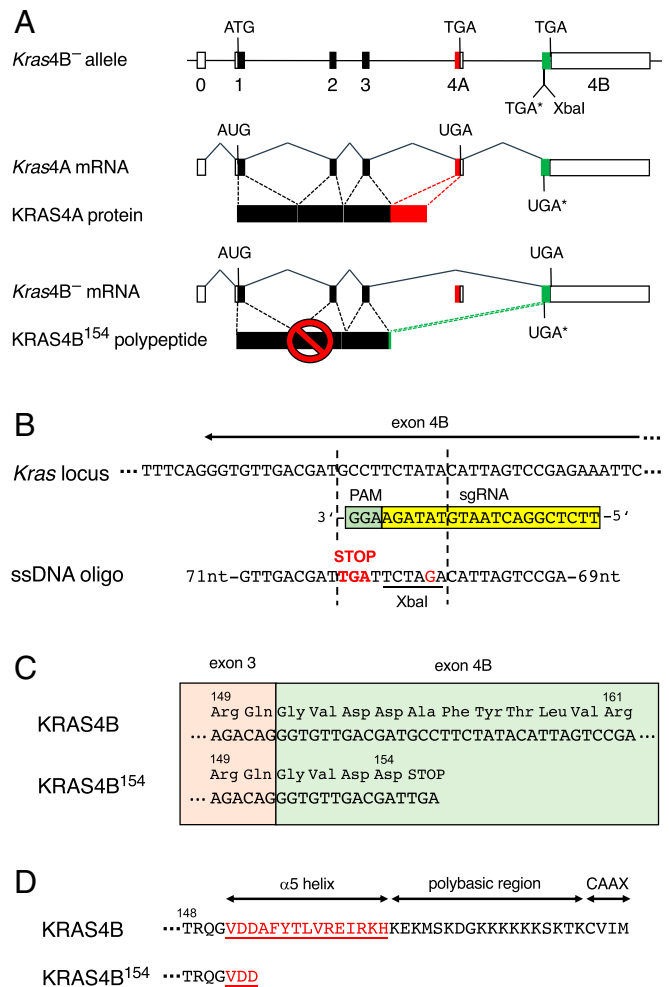 A
ATG TGA TGA
Kras4B– allele
0 1 2 3 4A 4B
TGA* XbaI
AUG UGA
Kras4A mRNA
KRAS4A protein
UGA*
AUG UGA
Kras4B– mRNA
UGA*
KRAS4B154 polypeptide
B
exon 4B
Kras locus ···TTTCAGGGTGTTGACGATGCCTTCTATACATTAGTCCGAGAAATTC···
PAM sgRNA
3‘–GGAAGATATGTAATCAGGCTCTT–5‘
STOP
ssDNA oligo 71nt–GTTGACGATTGATTCTAGACATTAGTCCGA–69nt
XbaI
C
exon 3 exon 4B
149 161
KRAS4B Arg Gln Gly Val Asp Asp Ala Phe Tyr Thr Leu Val Arg
···AGACAGGGTGTTGACGATGCCTTCTATACATTAGTCCGA···
149 154
KRAS4B154 Arg Gln Gly Val Asp Asp STOP
···AGACAGGGTGTTGACGATTGA
D
α5 helix polybasic region CAAX
148
KRAS4B ···TRQGVDDAFYTLVREIRKHKEKMSKDGKKKKKKSKTKCVIM
KRAS4B154 ···TRQGVDD